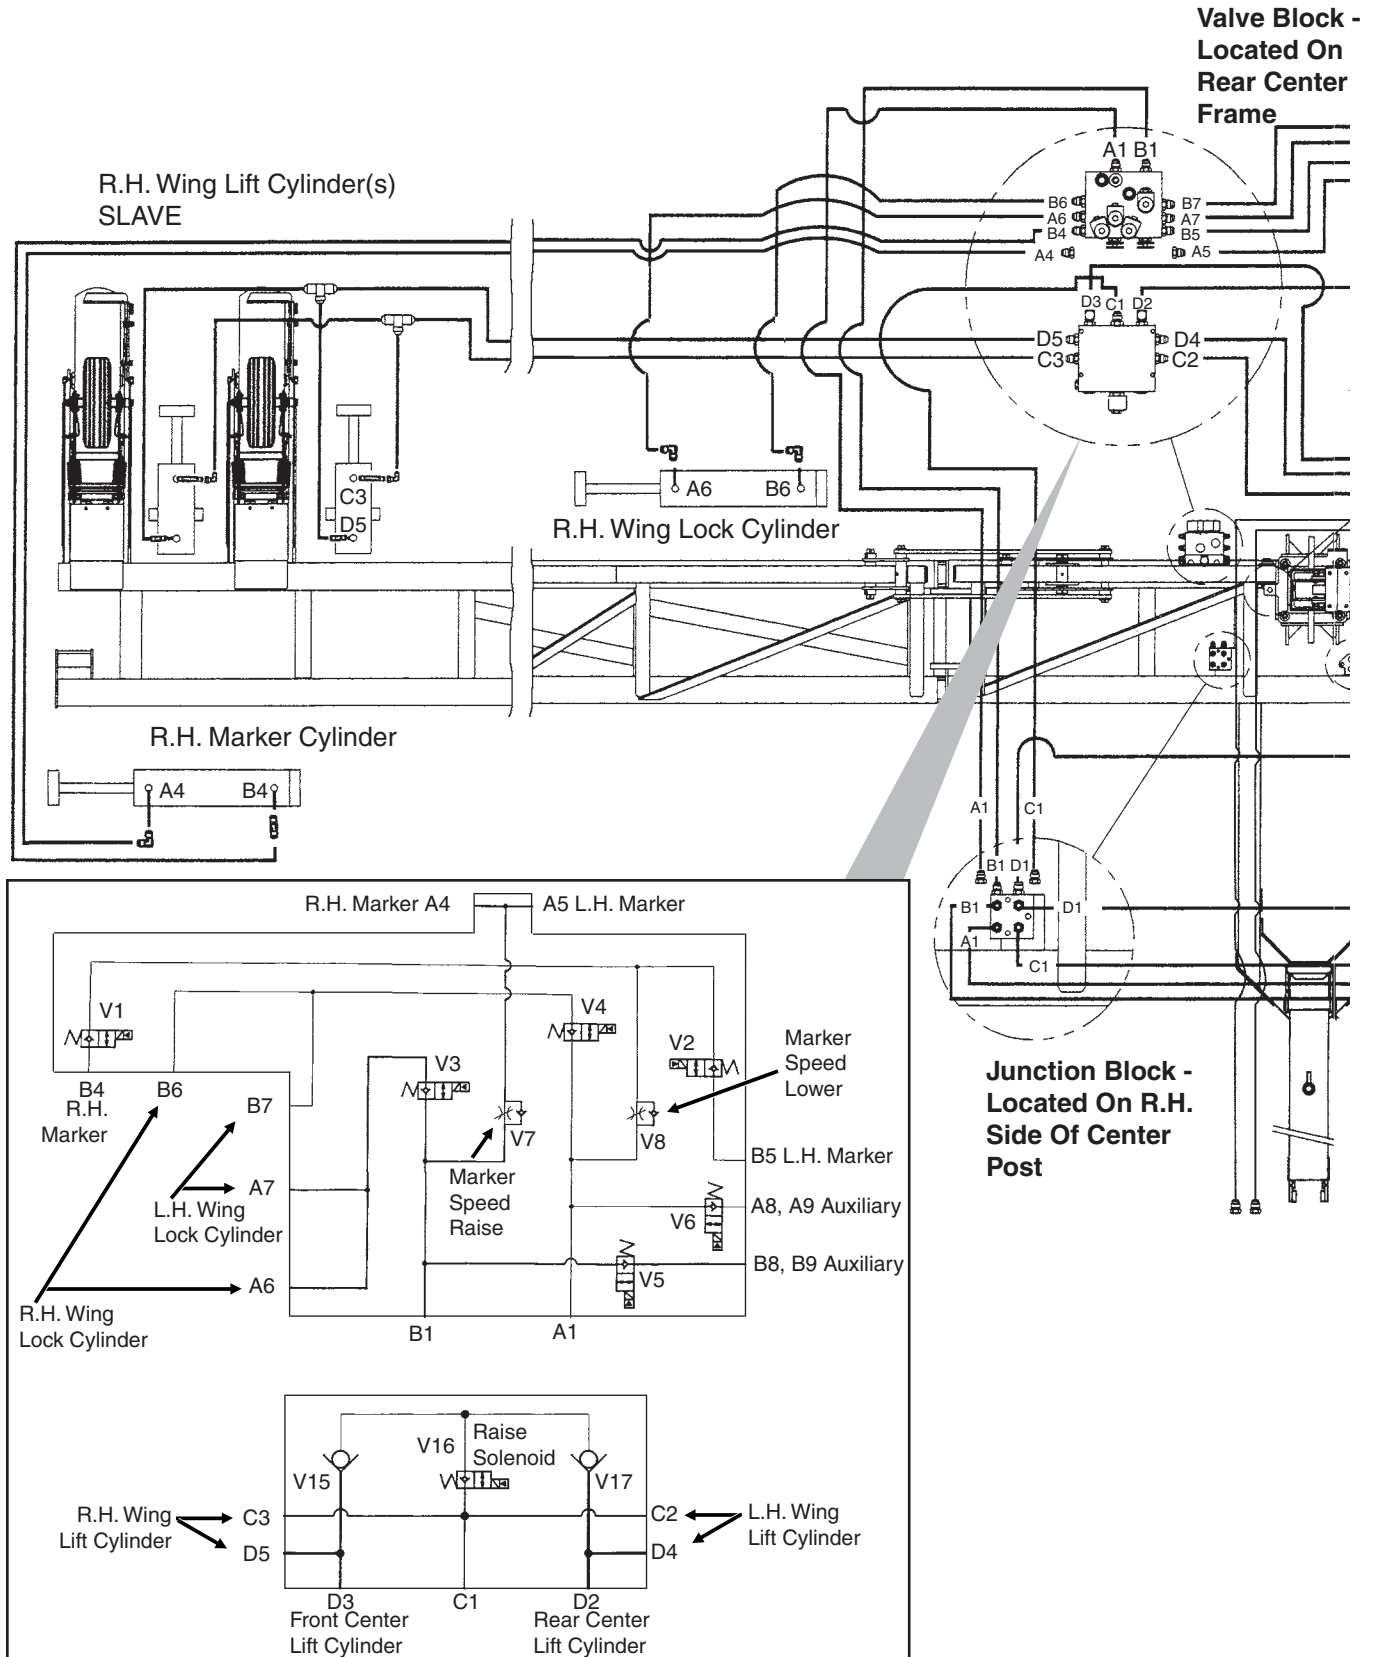 Valve Block -
Located On
Rear Center
Frame
A1 B1
R.H. Wing Lift Cylinder(s)
SLAVE
B6
A6
B4
A4
B7
A7
B5
A5
D3 C1 D2
D5
C3
D4
C2
C3
D5
A6 B6
R.H. Wing Lock Cylinder
R.H. Marker Cylinder
A4 B4
A1 C1
B1 D1
B1 D1
A1
C1
Junction Block -
Located On R.H.
Side Of Center
Post
R.H. Marker A4
A5 L.H. Marker
V1
V4
V2
Marker
Speed
Lower
V3
B4
R.H.
Marker
B6
B7
V7
V8
Marker
Speed
Raise
B5 L.H. Marker
A7
L.H. Wing
Lock Cylinder
V6
A8, A9 Auxiliary
B8, B9 Auxiliary
V5
A6
R.H. Wing
Lock Cylinder
B1
A1
Raise
Solenoid
V16
V15
V17
R.H. Wing
Lift Cylinder
C3
D5
C2
D4
L.H. Wing
Lift Cylinder
D3
Front Center
Lift Cylinder
C1
D2
Rear Center
Lift Cylinder